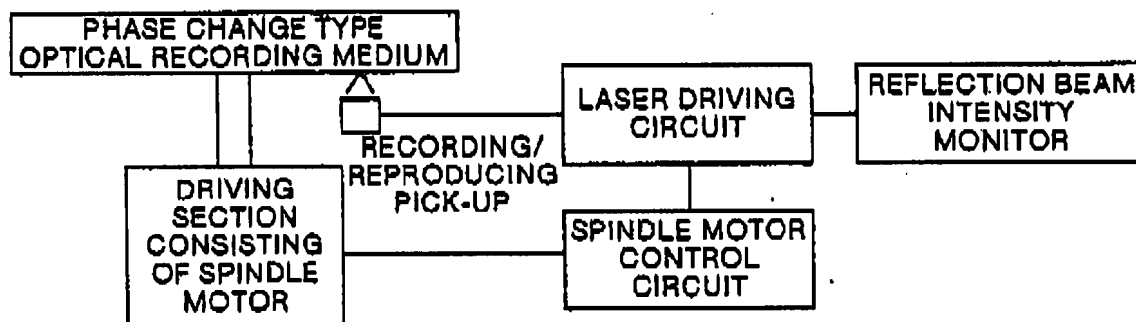 PHASE CHANGE TYPE
OPTICAL RECORDING MEDIUM
LASER DRIVING
CIRCUIT
REFLECTION BEAM
INTENSITY
MONITOR
RECORDING/
REPRODUCING
PICK-UP
DRIVING
SECTION
CONSISTING
OF SPINDLE
MOTOR
SPINDLE MOTOR
CONTROL
CIRCUIT